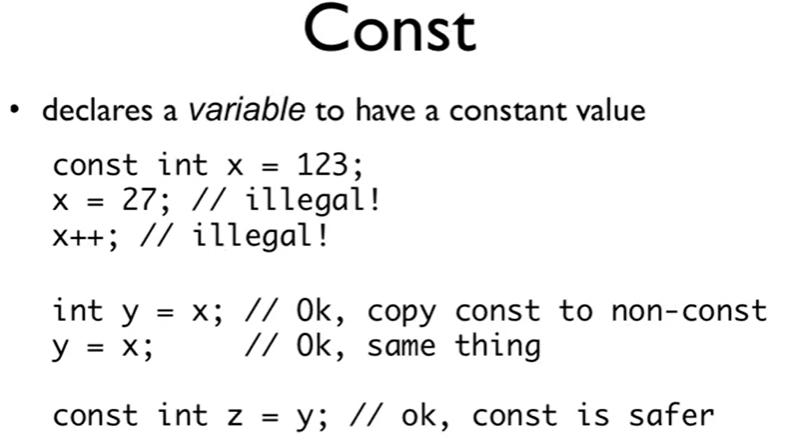 Const
• declares a variable to have a constant value
const int x = 123;
x = 27; // illegal!
x++; // illegal!
int y = x; // Ok, copy const to non-const
y = x;     // Ok, same thing
const int z = y; // ok, const is safer